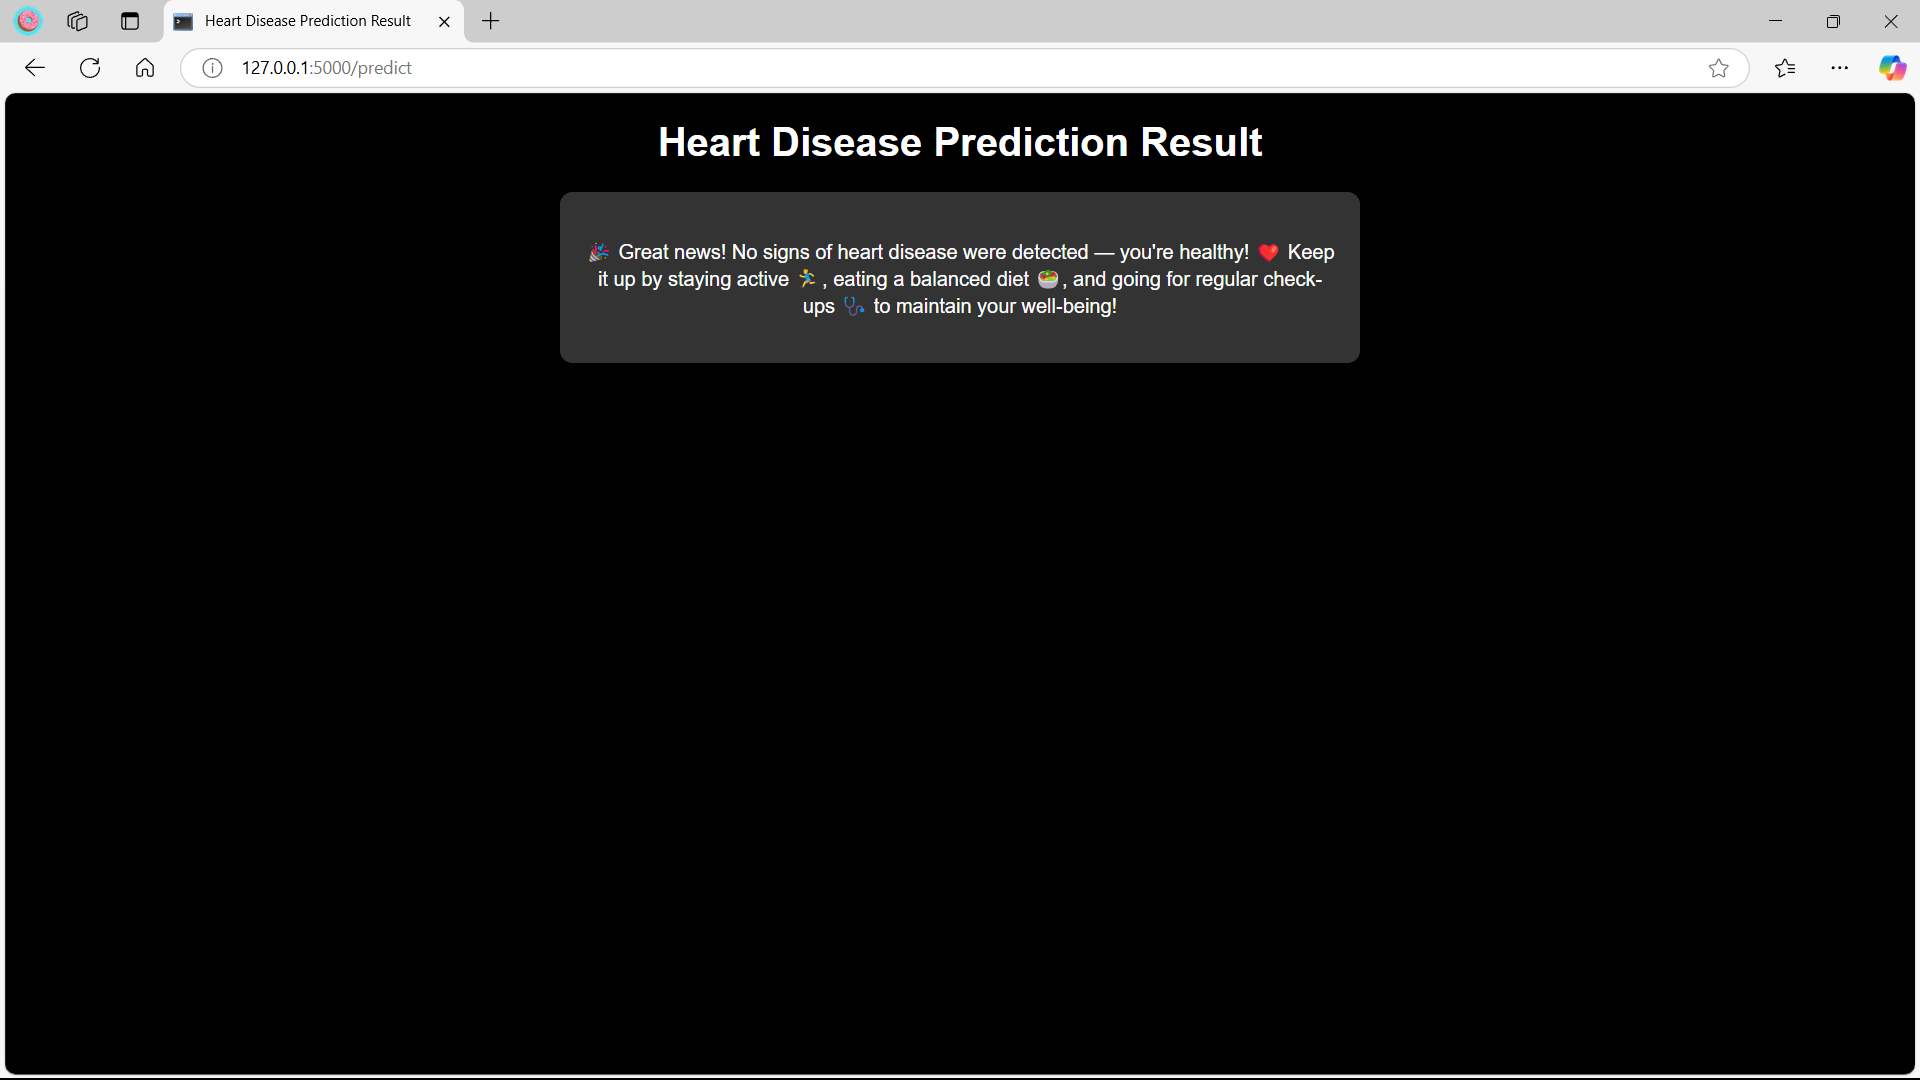 Heart Disease Prediction Result
127.0.0.1:5000/predict
Heart Disease Prediction Result
🎉 Great news! No signs of heart disease were detected — you're healthy! ❤️ Keep
it up by staying active 🏃, eating a balanced diet 🥗, and going for regular check-
ups 🩺 to maintain your well-being!